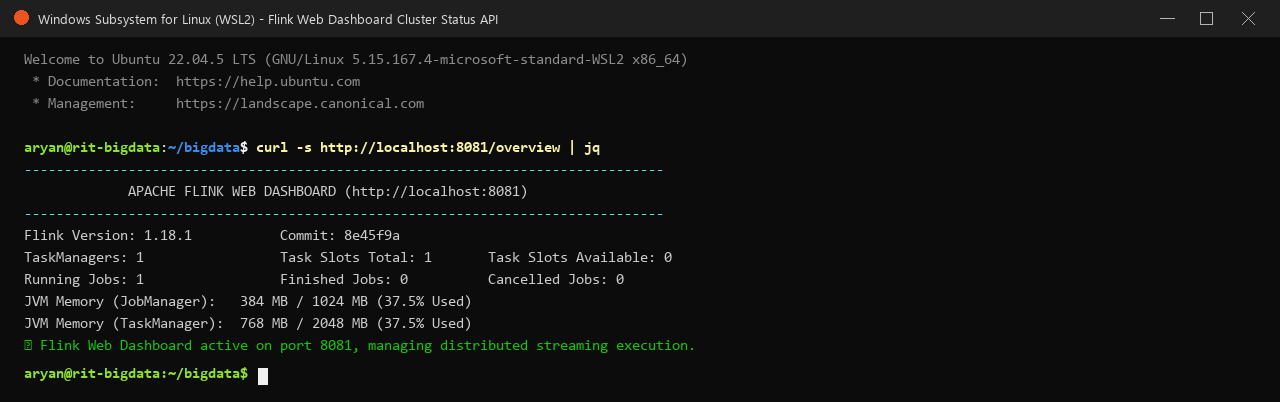 Windows Subsystem for Linux (WSL2) - Flink Web Dashboard Cluster Status API
Welcome to Ubuntu 22.04.5 LTS (GNU/Linux 5.15.167.4-microsoft-standard-WSL2 x86_64)
 * Documentation:  https://help.ubuntu.com
 * Management:     https://landscape.canonical.com
aryan@rit-bigdata:~/bigdata$ curl -s http://localhost:8081/overview | jq
--------------------------------------------------------------------------------
             APACHE FLINK WEB DASHBOARD (http://localhost:8081)
--------------------------------------------------------------------------------
Flink Version: 1.18.1           Commit: 8e45f9a
TaskManagers: 1                 Task Slots Total: 1       Task Slots Available: 0
Running Jobs: 1                 Finished Jobs: 0          Cancelled Jobs: 0
JVM Memory (JobManager):   384 MB / 1024 MB (37.5% Used)
JVM Memory (TaskManager):  768 MB / 2048 MB (37.5% Used)
Flink Web Dashboard active on port 8081, managing distributed streaming execution.
aryan@rit-bigdata:~/bigdata$